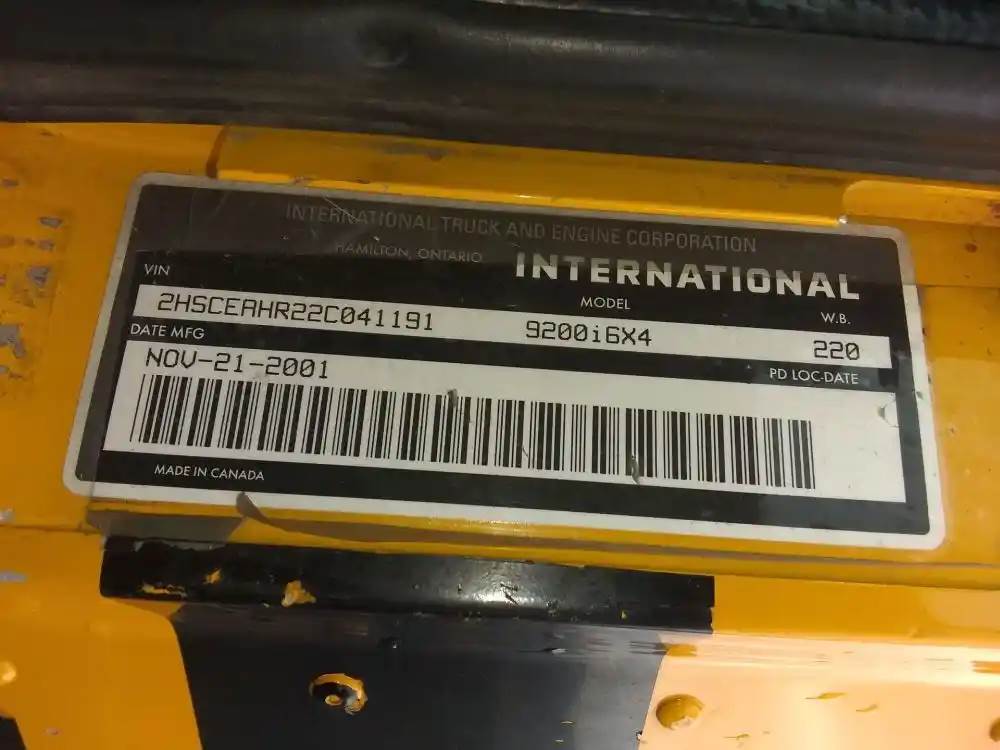 INTERNATIONAL TRUCK AND ENGINE CORPORATION
HAMILTON, ONTARIO
INTERNATIONAL
VIN
MODEL
W.B.
2HSCEAHR22C041191
9200i6X4
220
DATE MFG
PD LOC-DATE
NOV-21-2001
MADE IN CANADA